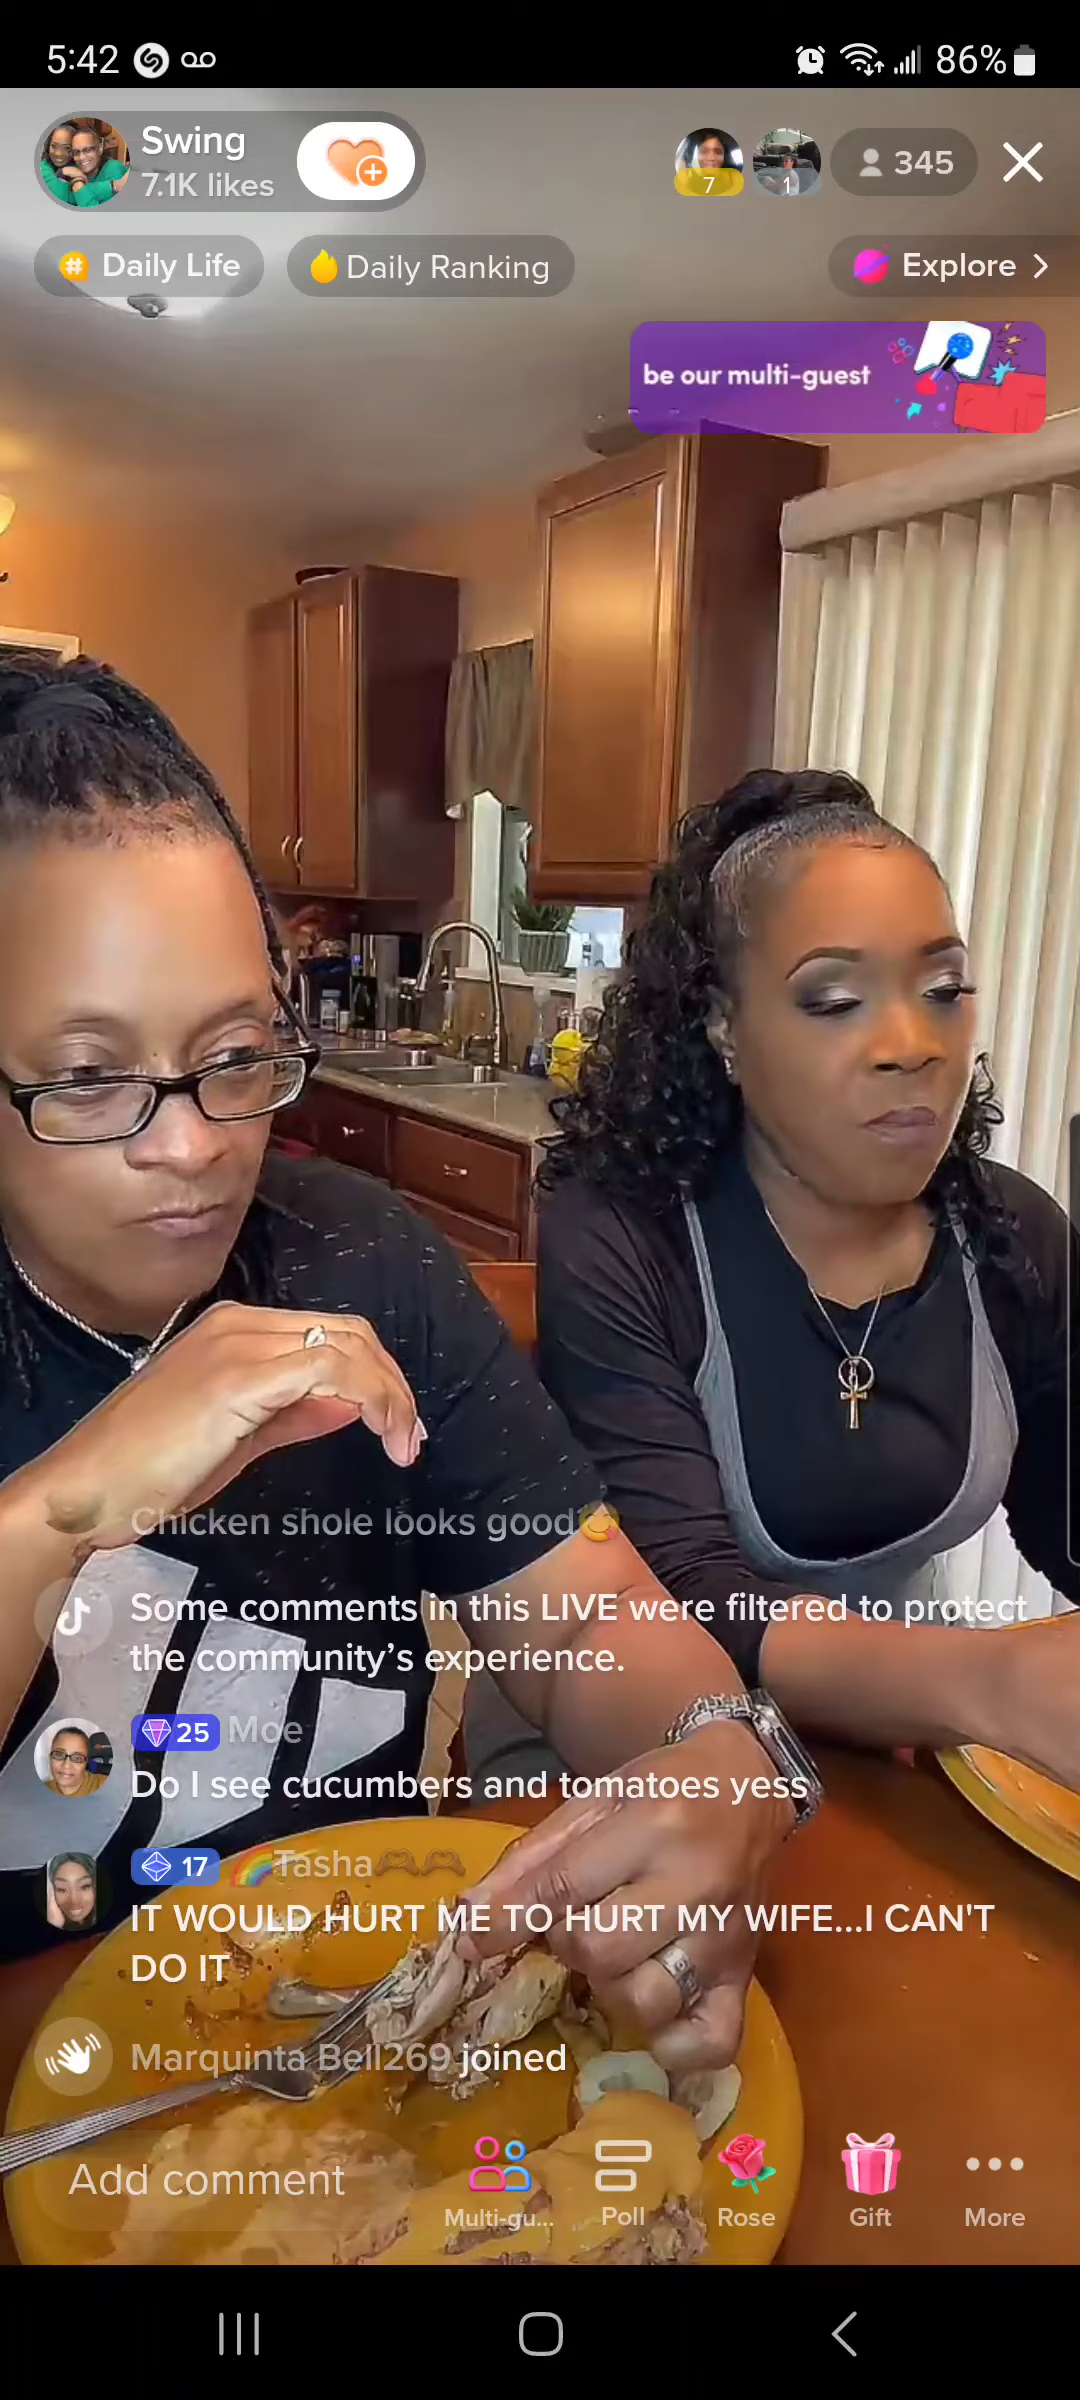 5:42
86%
Swing
7.1K likes
7
1
345
Daily Life
Daily Ranking
Explore
be our multi-guest
Chicken shole looks good😋
Some comments in this LIVE were filtered to protect
the community's experience.
25 Moe
Do I see cucumbers and tomatoes yess
17 🌈Tasha🫶🏾🫶🏾
IT WOULD HURT ME TO HURT MY WIFE...I CAN'T
DO IT
Marquinta Bell269 joined
Add comment
Multi-gu...
Poll
Rose
Gift
More